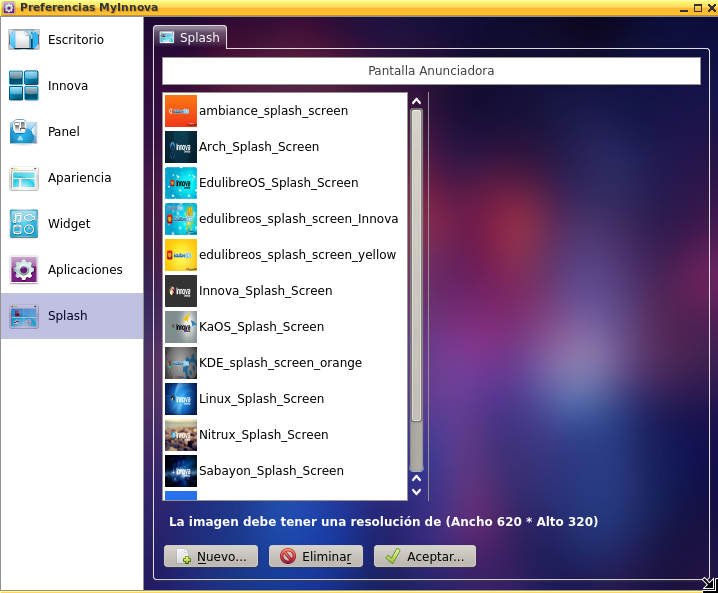 Preferencias MyInnova
Escritorio
Innova
Panel
Apariencia
Widget
Aplicaciones
Splash
Splash
Pantalla Anunciadora
ambiance_splash_screen
Arch_Splash_Screen
EdulibreOS_Splash_Screen
edulibreos_splash_screen_Innova
edulibreos_splash_screen_yellow
Innova_Splash_Screen
KaOS_Splash_Screen
KDE_splash_screen_orange
Linux_Splash_Screen
Nitrux_Splash_Screen
Sabayon_Splash_Screen
La imagen debe tener una resolución de (Ancho 620 * Alto 320)
Nuevo...
Eliminar
Aceptar...